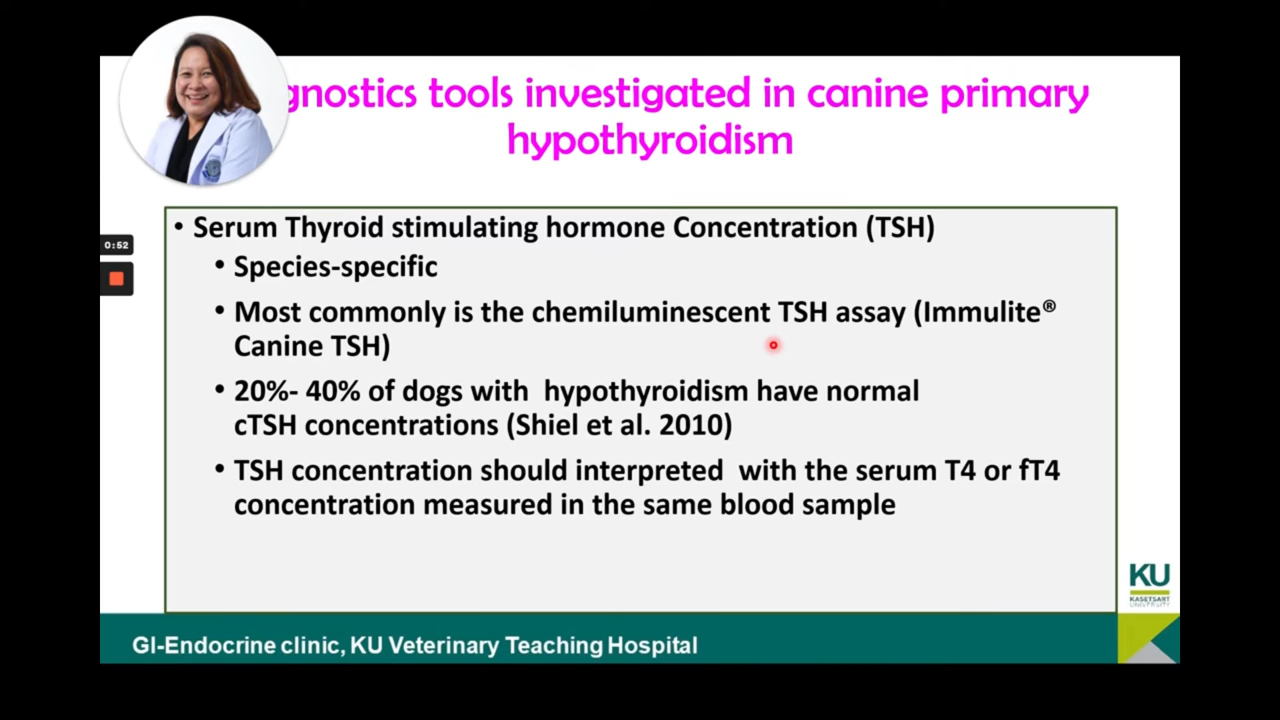 gnostics tools investigated in canine primary
hypothyroidism
0:52
• Serum Thyroid stimulating hormone Concentration (TSH)
• Species-specific
• Most commonly is the chemiluminescent TSH assay (Immulite®
Canine TSH)
• 20%- 40% of dogs with  hypothyroidism have normal
cTSH concentrations (Shiel et al. 2010)
• TSH concentration should interpreted  with the serum T4 or fT4
concentration measured in the same blood sample
KU
KASETSART
UNIVERSITY
GI-Endocrine clinic, KU Veterinary Teaching Hospital